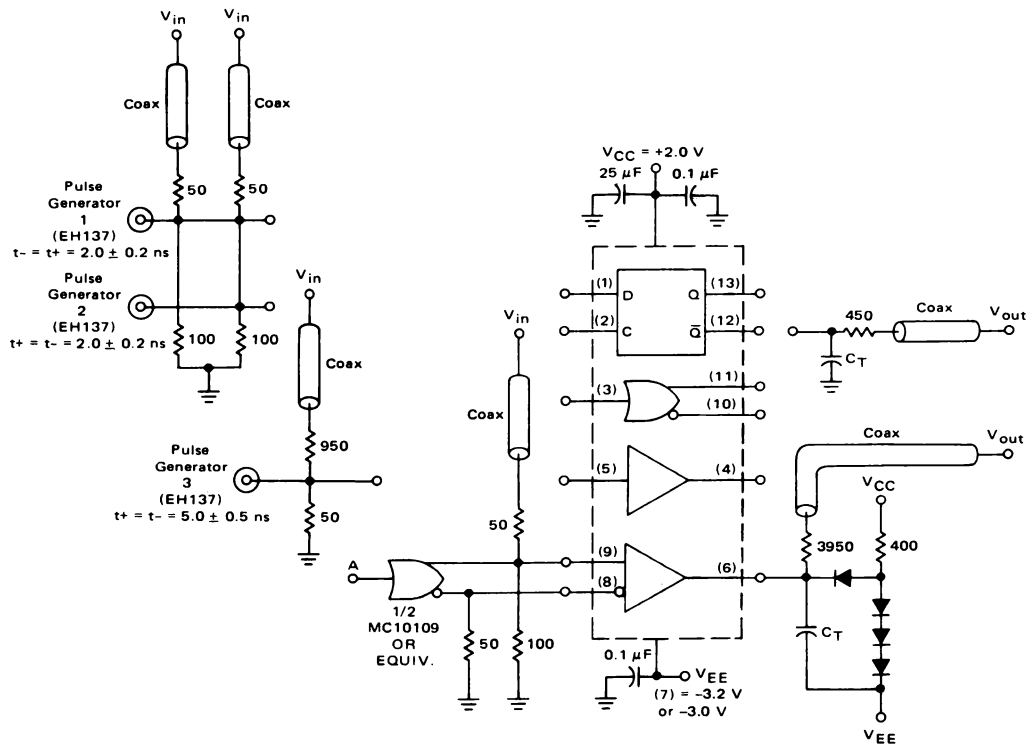 Vin
Vin
Coax
Coax
50
50
Pulse
Generator
1
(EH137)
t- = t+ = 2.0 ± 0.2 ns
Pulse
Generator
2
(EH137)
t+ = t- = 2.0 ± 0.2 ns
100
100
Vin
Coax
950
Pulse
Generator
3
(EH137)
t+ = t- = 5.0 ± 0.5 ns
50
Vin
Coax
50
A
1/2
MC10109
OR
EQUIV.
50
100
VCC = +2.0 V
25 µF
0.1 µF
(1)
D
Q
(13)
(2)
C
Q̅
(12)
(3)
(11)
(10)
(5)
(4)
(9)
(8)
(6)
0.1 µF
VEE
(7) = -3.2 V
or -3.0 V
450
Coax
Vout
CT
Coax
Vout
VCC
3950
400
CT
VEE